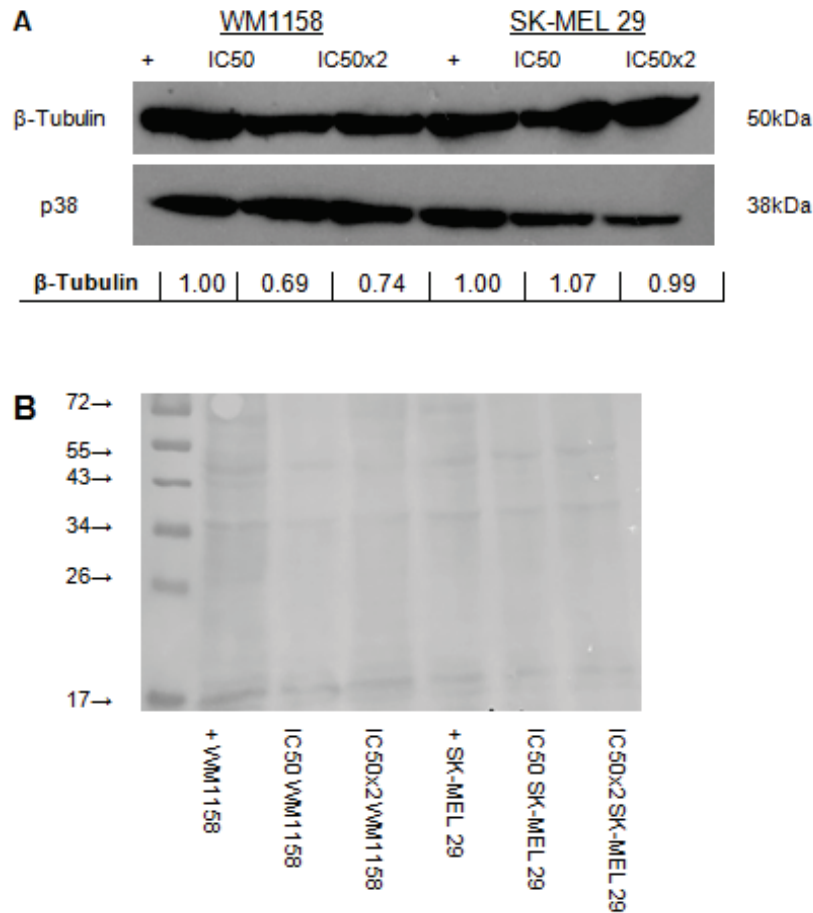 A
WM1158 SK-MEL 29
+ IC50 IC50x2 + IC50 IC50x2
β-Tubulin 50kDa
p38 38kDa
β-Tubulin 1.00 0.69 0.74 1.00 1.07 0.99
B
72→
55→
43→
34→
26→
17→
+ WM1158
IC50 WM1158
IC50x2 WM1158
+ SK-MEL 29
IC50 SK-MEL 29
IC50x2 SK-MEL 29